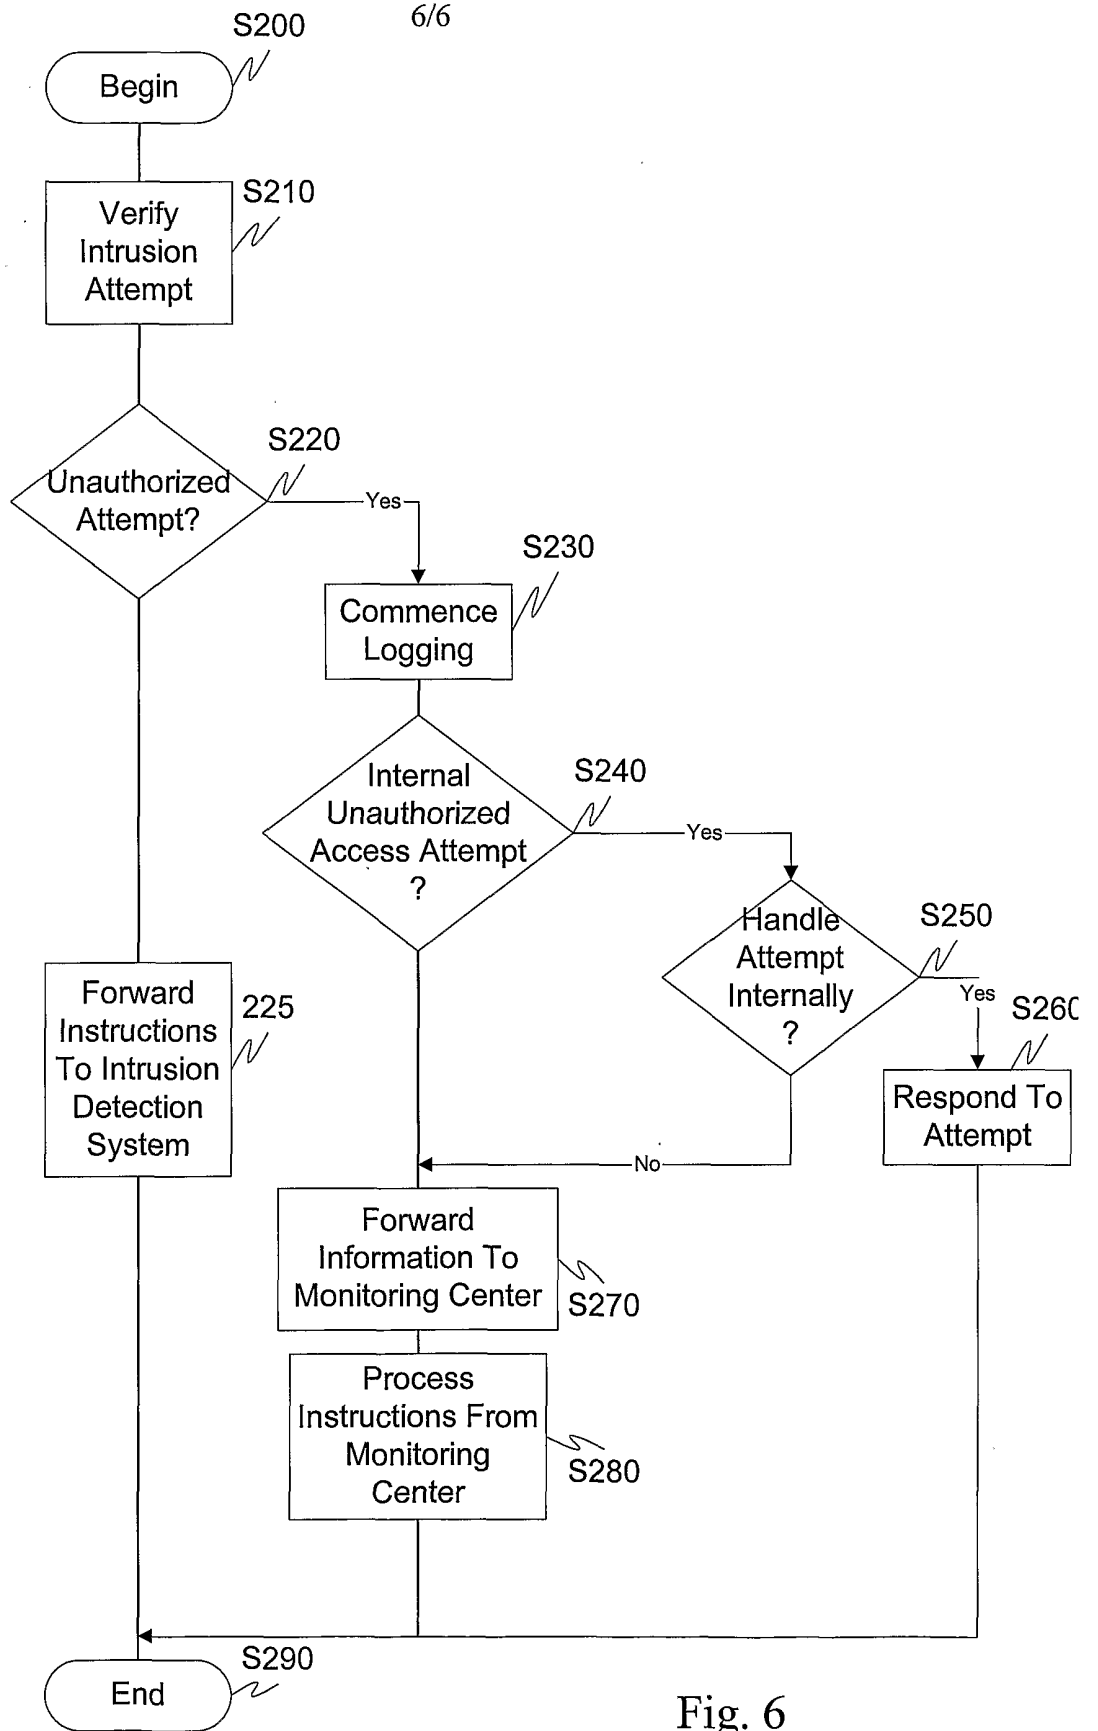 6/6
S200
Begin
S210
Verify
Intrusion
Attempt
S220
Unauthorized
Attempt?
Yes
S230
Commence
Logging
S240
Internal
Unauthorized
Access Attempt
?
Yes
S250
Handle
Attempt
Internally
?
Yes
S260
Respond To
Attempt
225
Forward
Instructions
To Intrusion
Detection
System
No
Forward
Information To
Monitoring Center
S270
Process
Instructions From
Monitoring
Center
S280
S290
End
Fig. 6